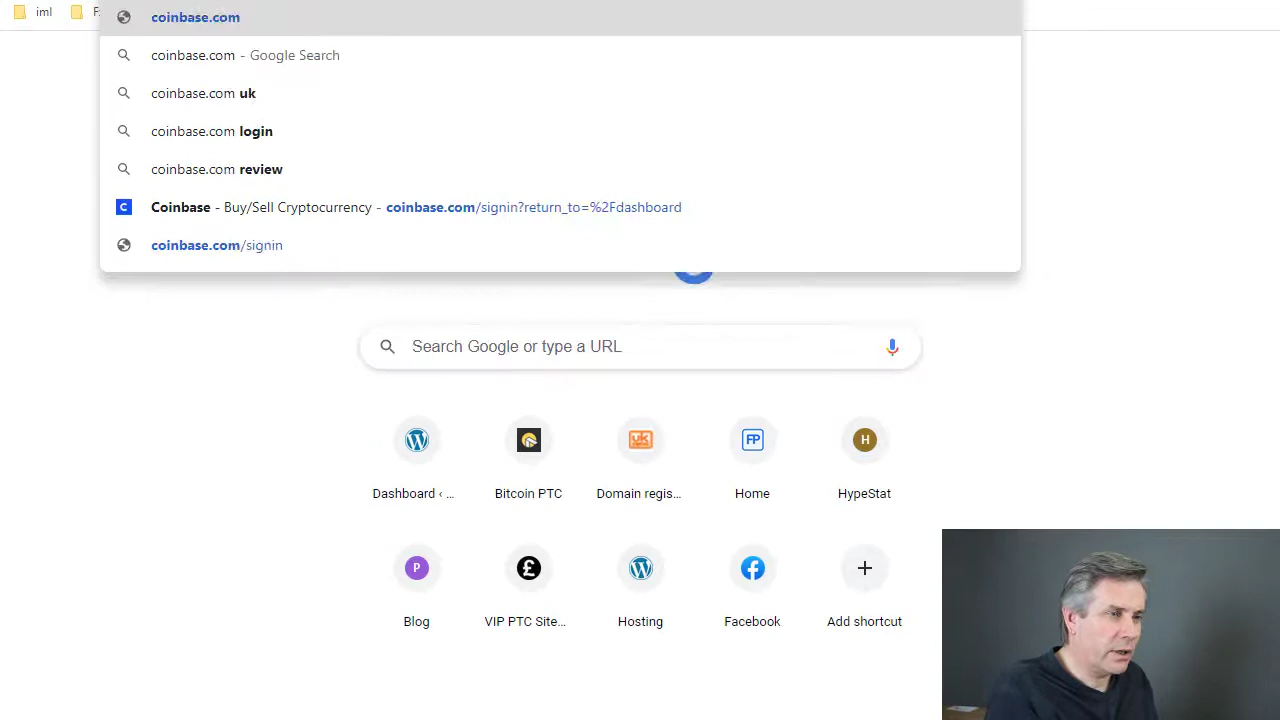 iml
coinbase.com
coinbase.com - Google Search
coinbase.com uk
coinbase.com login
coinbase.com review
C Coinbase - Buy/Sell Cryptocurrency - coinbase.com/signin?return_to=%2Fdashboard
coinbase.com/signin
Search Google or type a URL
UK
FP
H
Dashboard ‹ ...
Bitcoin PTC
Domain regis...
Home
HypeStat
P
£
Blog
VIP PTC Site...
Hosting
Facebook
Add shortcut